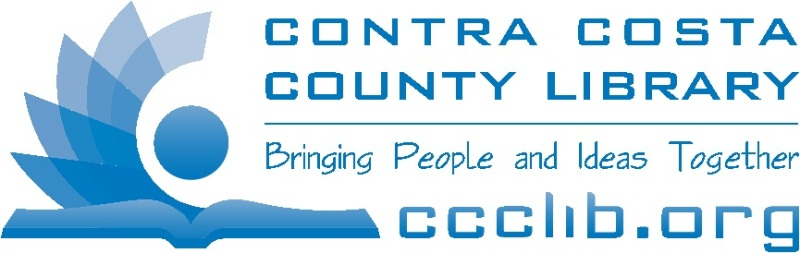 CONTRA COSTA
COUNTY LIBRARY
Bringing People and Ideas Together
ccclib.org